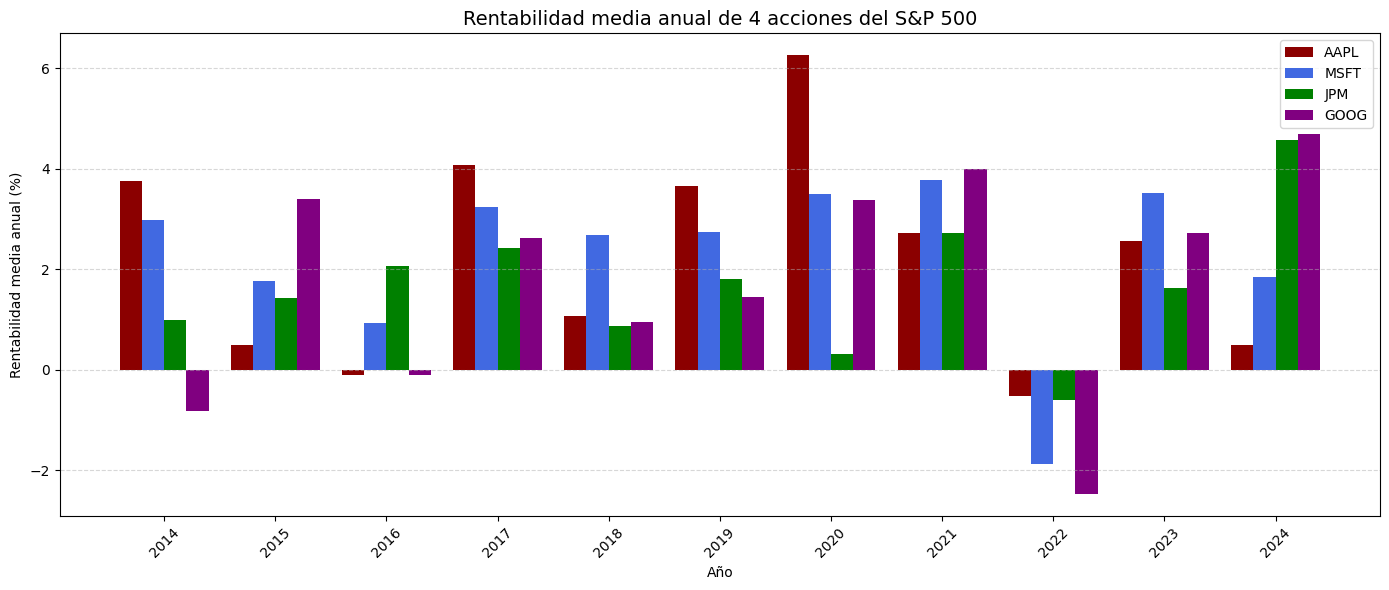 Rentabilidad media anual de 4 acciones del S&P 500
AAPL
MSFT
JPM
GOOG
Rentabilidad media anual (%)
6
4
2
0
−2
2014
2015
2016
2017
2018
2019
2020
2021
2022
2023
2024
Año